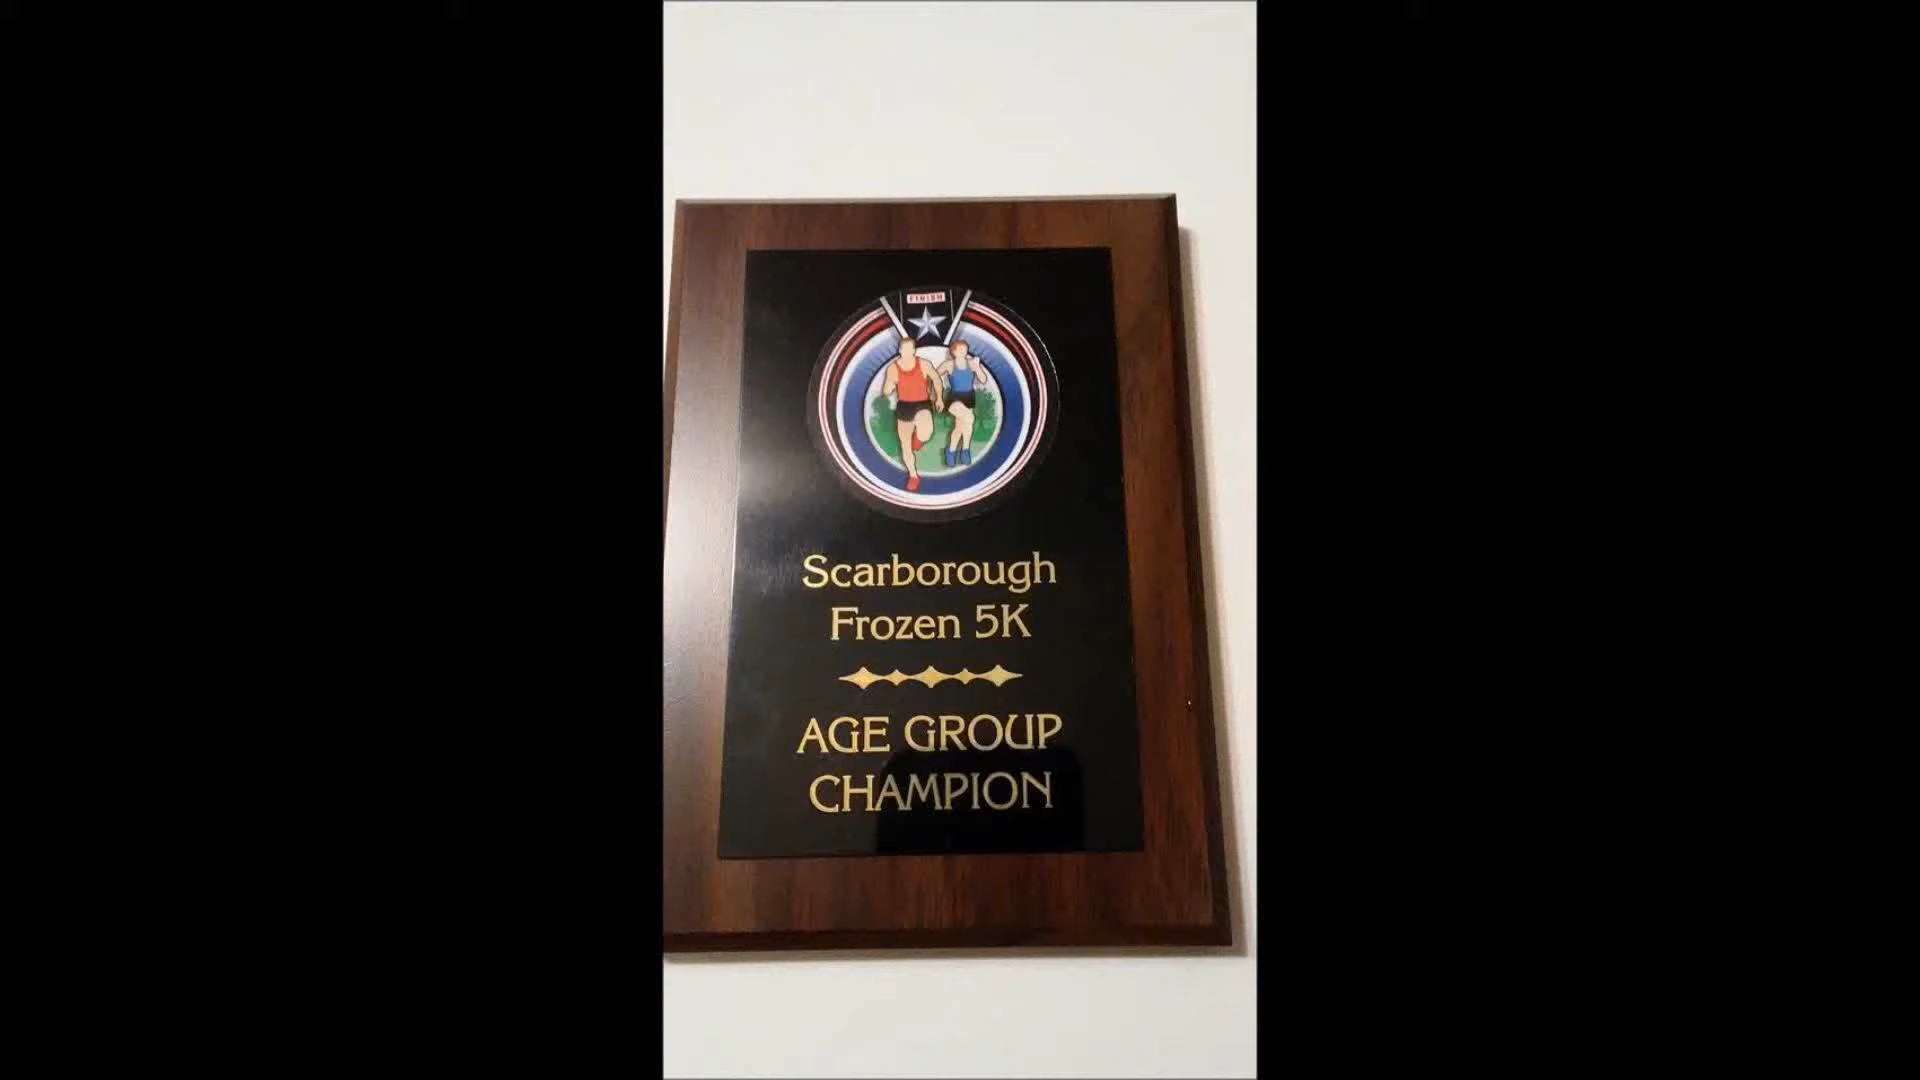 FINISH
Scarborough
Frozen 5K
AGE GROUP
CHAMPION